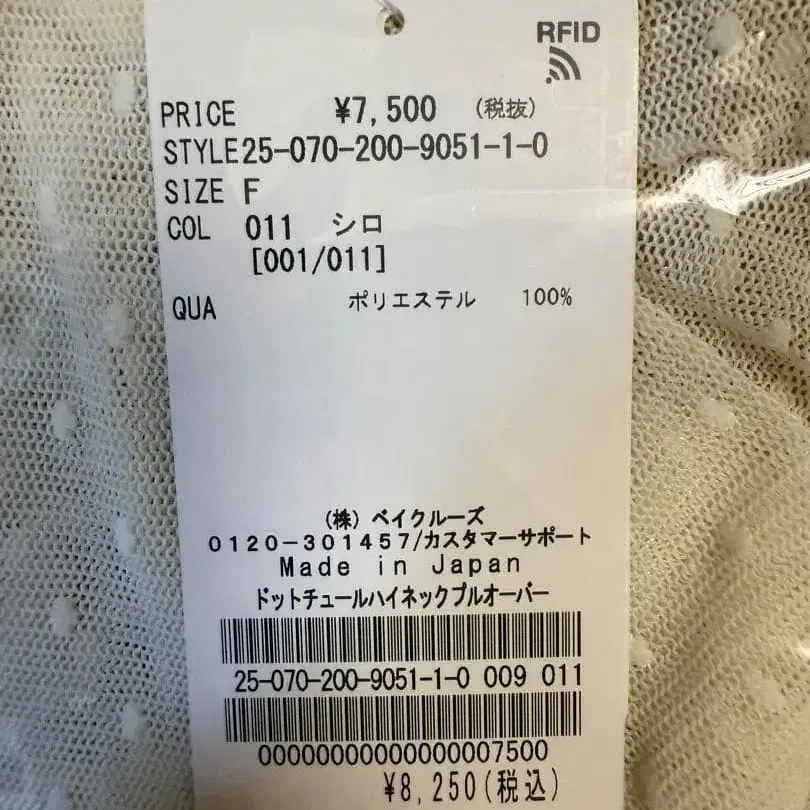 RFID
PRICE ¥7,500 (税抜)
STYLE25-070-200-9051-1-0
SIZE F
COL 011 シロ
[001/011]
QUA ポリエステル 100%
(株) ベイクルーズ
0120-301457/カスタマーサポート
Made in Japan
ドットチュールハイネックプルオーバー
25-070-200-9051-1-0 009 011
00000000000000007500
¥8,250(税込)